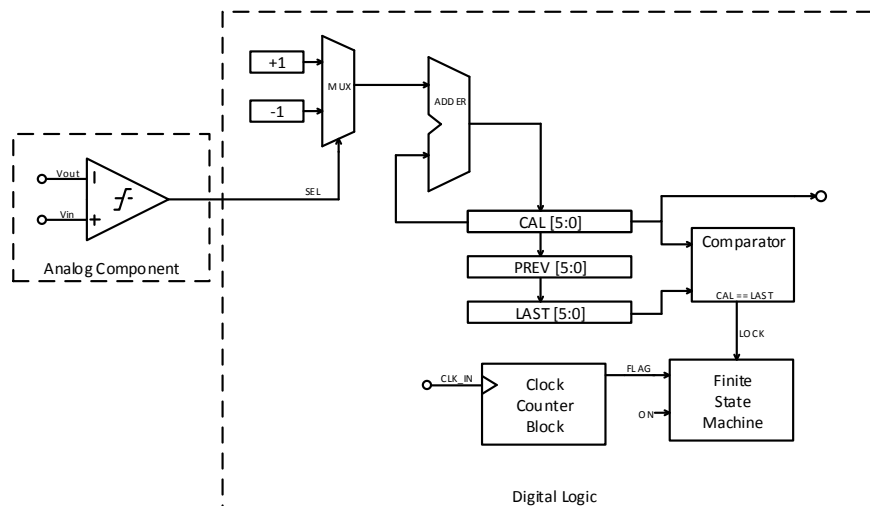 +1
-1
MUX
ADDER
Vout
Vin
SEL
Analog Component
CAL [5:0]
PREV [5:0]
LAST [5:0]
Comparator
CAL == LAST
LOCK
CLK_IN
Clock
Counter
Block
FLAG
ON
Finite
State
Machine
Digital Logic